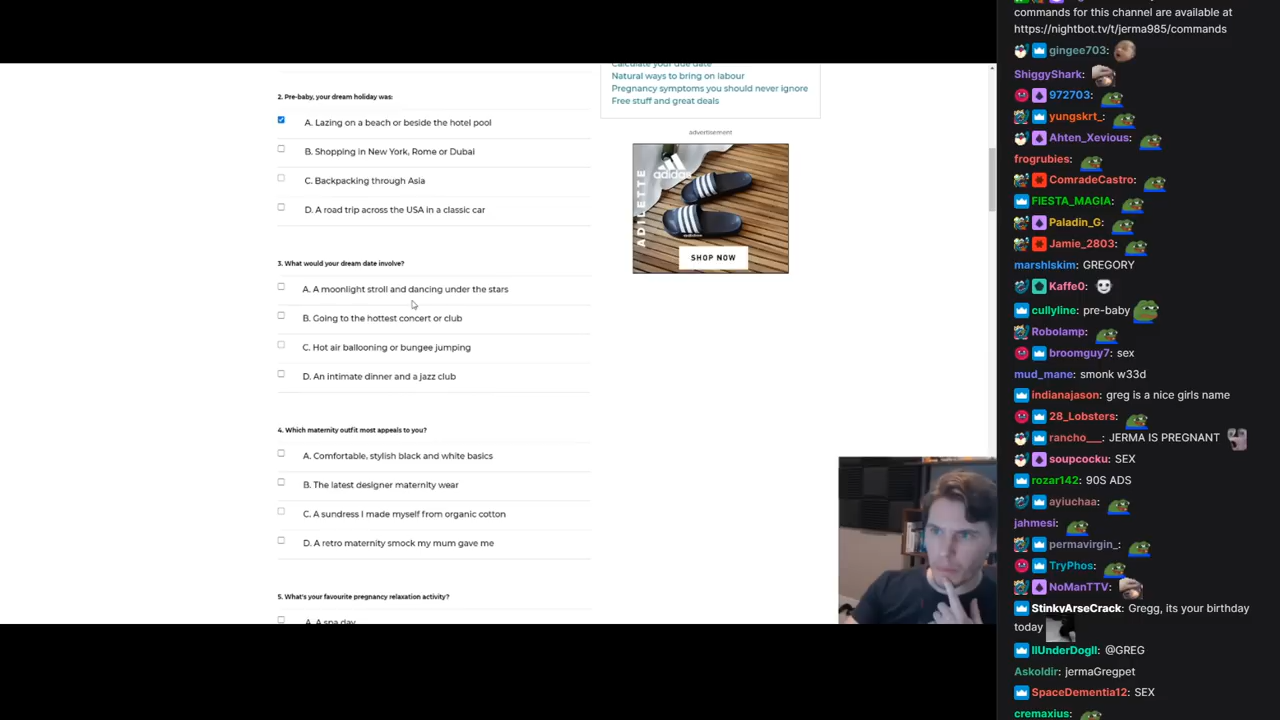 commands for this channel are available at
https://nightbot.tv/t/jerma985/commands
gingee703:
ShiggyShark:
972703:
yungskrt_:
Ahten_Xevious:
frogrubies:
ComradeCastro:
FIESTA_MAGIA:
Paladin_G:
Jamie_2803:
marshlskim: GREGORY
Kaffe0:
cullyline: pre-baby
Robolamp:
broomguy7: sex
mud_mane: smonk w33d
indianajason: greg is a nice girls name
28_Lobsters:
rancho___: JERMA IS PREGNANT
soupcocku: SEX
rozar142: 90S ADS
ayiuchaa:
jahmesi:
permavirgin_:
TryPhos:
NoManTTV:
StinkyArseCrack: Gregg, its your birthday
today
IIUnderDogII: @GREG
Askoldir: jermaGregpet
SpaceDementia12: SEX
cremaxius:
2. Pre-baby, your dream holiday was:
A. Lazing on a beach or beside the hotel pool
B. Shopping in New York, Rome or Dubai
C. Backpacking through Asia
D. A road trip across the USA in a classic car
3. What would your dream date involve?
A. A moonlight stroll and dancing under the stars
B. Going to the hottest concert or club
C. Hot air ballooning or bungee jumping
D. An intimate dinner and a jazz club
4. Which maternity outfit most appeals to you?
A. Comfortable, stylish black and white basics
B. The latest designer maternity wear
C. A sundress I made myself from organic cotton
D. A retro maternity smock my mum gave me
5. What's your favourite pregnancy relaxation activity?
A. A spa day
Calculate your due date
Natural ways to bring on labour
Pregnancy symptoms you should never ignore
Free stuff and great deals
advertisement
adidas
ADILETTE
SHOP NOW